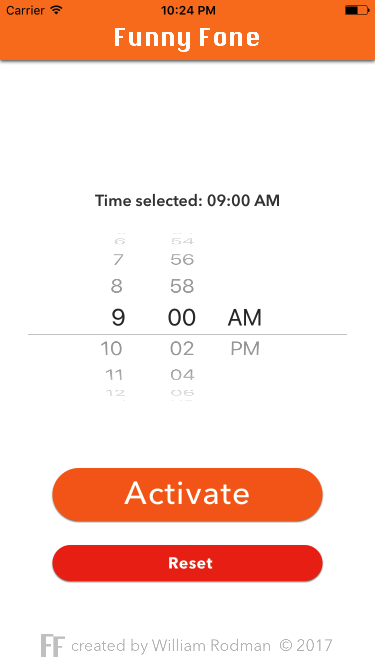 Carrier 10:24 PM
Funny Fone
Time selected: 09:00 AM
6 54
7 56
8 58
9 00 AM
10 02 PM
11 04
12 06
Activate
Reset
FF created by William Rodman © 2017